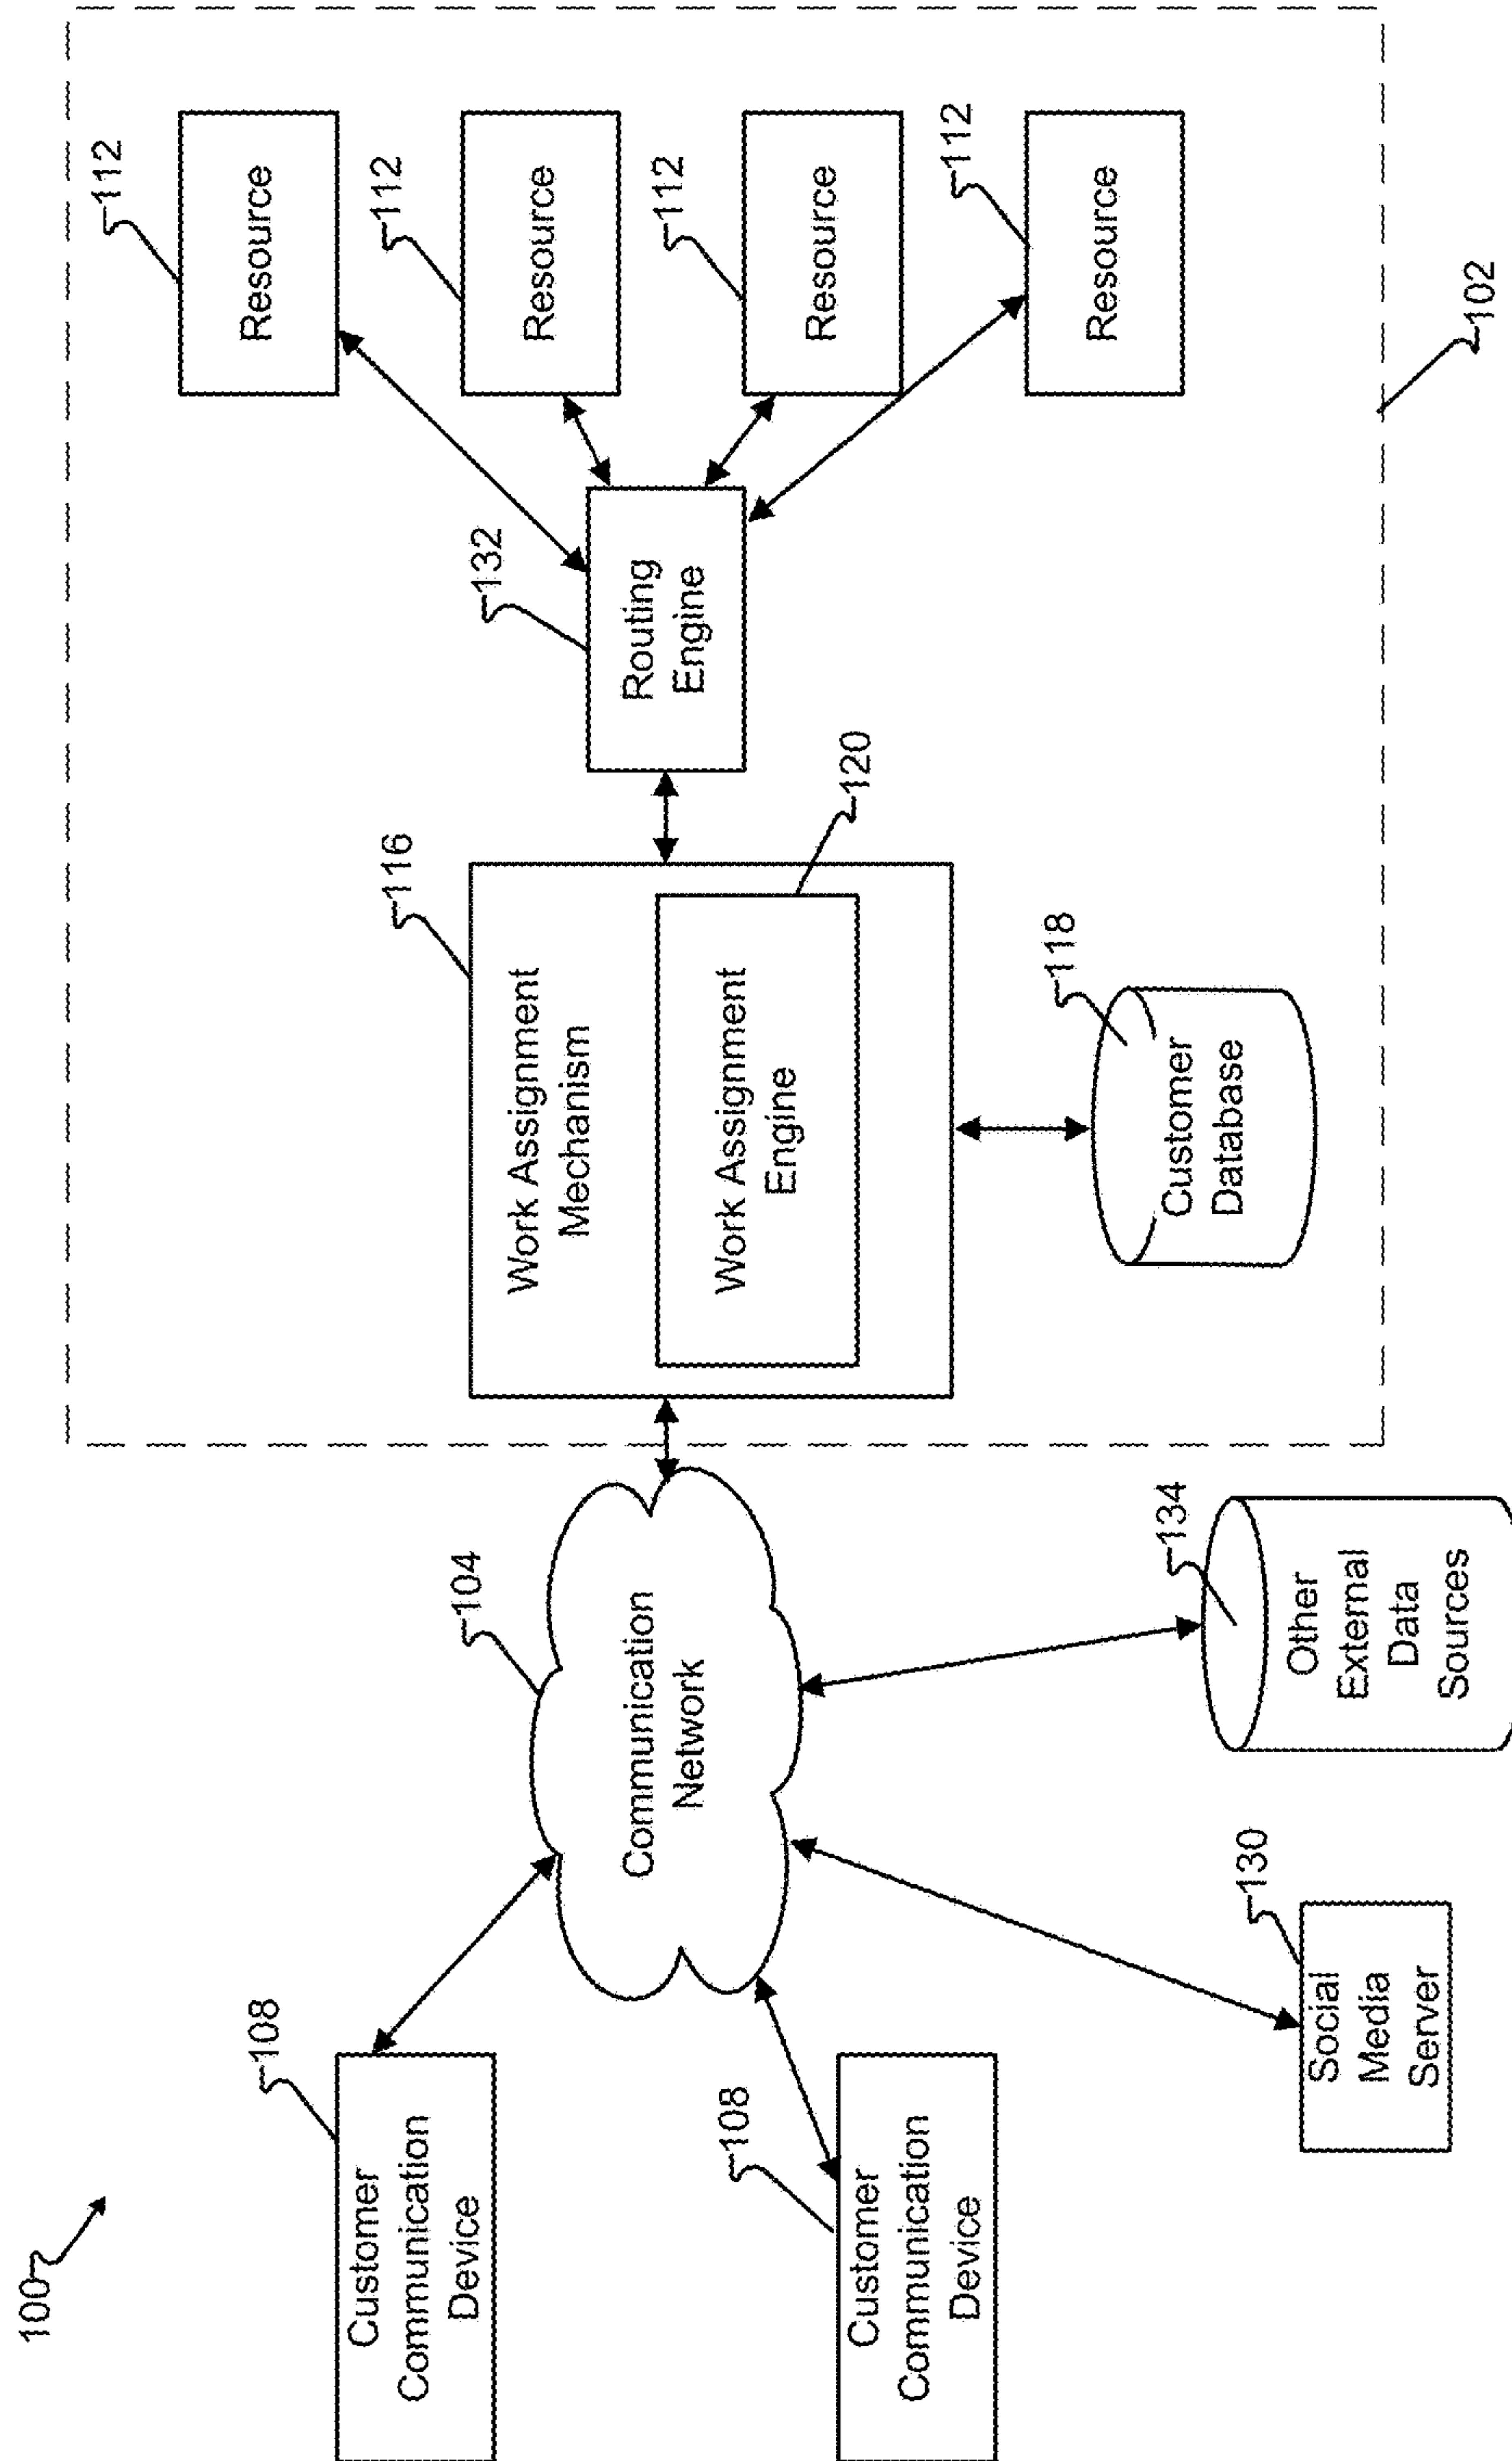 100
108
Customer
Communication
Device
108
Customer
Communication
Device
130
Social
Media
Server
104
Communication
Network
134
Other
External
Data
Sources
116
Work Assignment
Mechanism
Work Assignment
Engine
120
118
Customer
Database
132
Routing
Engine
112
Resource
112
Resource
112
Resource
112
Resource
102